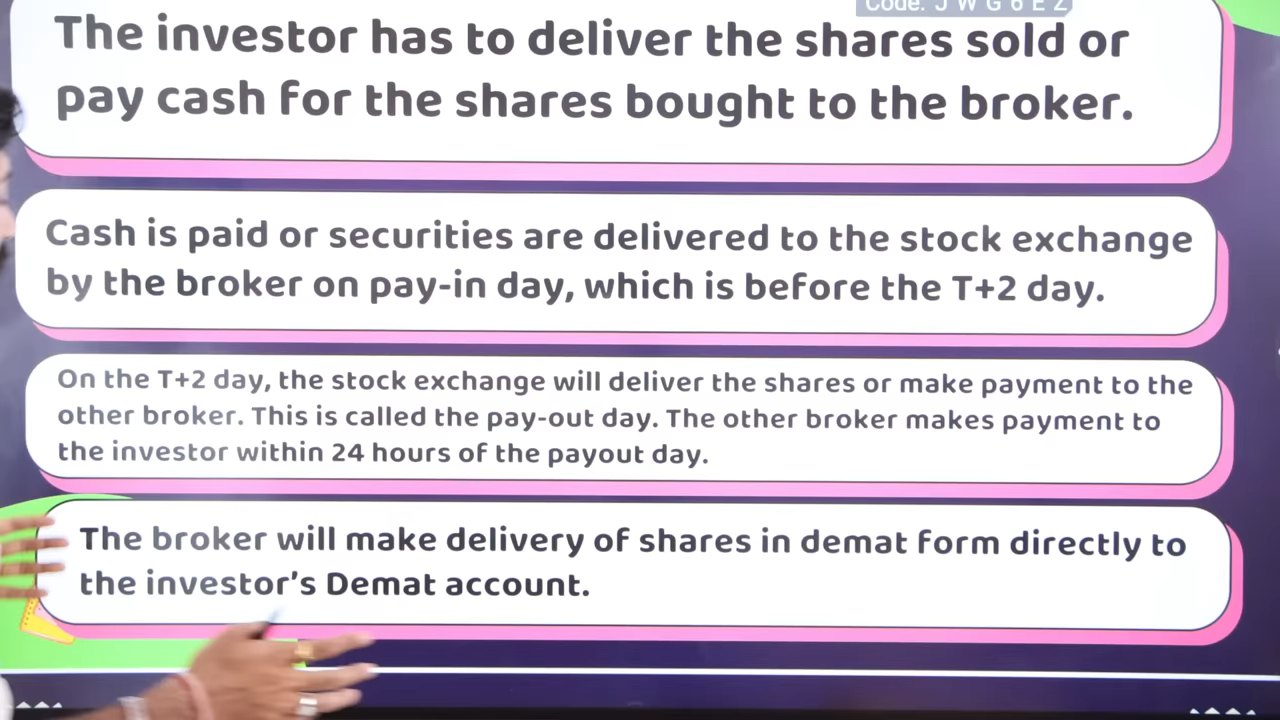 Code: J W G 6 E Z
The investor has to deliver the shares sold or
pay cash for the shares bought to the broker.
Cash is paid or securities are delivered to the stock exchange
by the broker on pay-in day, which is before the T+2 day.
On the T+2 day, the stock exchange will deliver the shares or make payment to the
other broker. This is called the pay-out day. The other broker makes payment to
the investor within 24 hours of the payout day.
The broker will make delivery of shares in demat form directly to
the investor's Demat account.